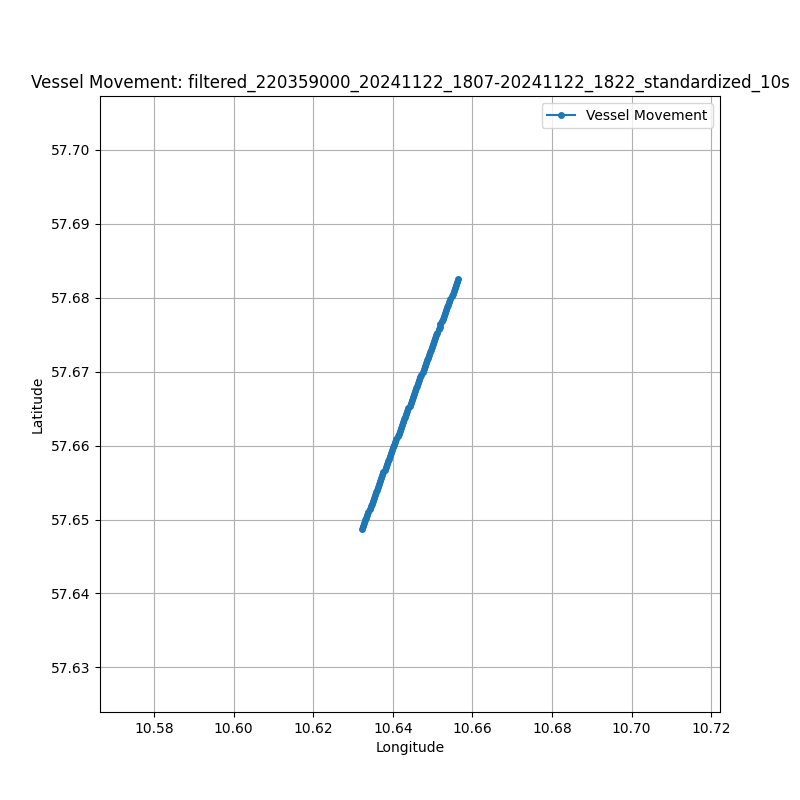 Vessel Movement: filtered_220359000_20241122_1807-20241122_1822_standardized_10s
Vessel Movement
57.70
57.69
57.68
57.67
57.66
57.65
57.64
57.63
Latitude
10.58 10.60 10.62 10.64 10.66 10.68 10.70 10.72
Longitude